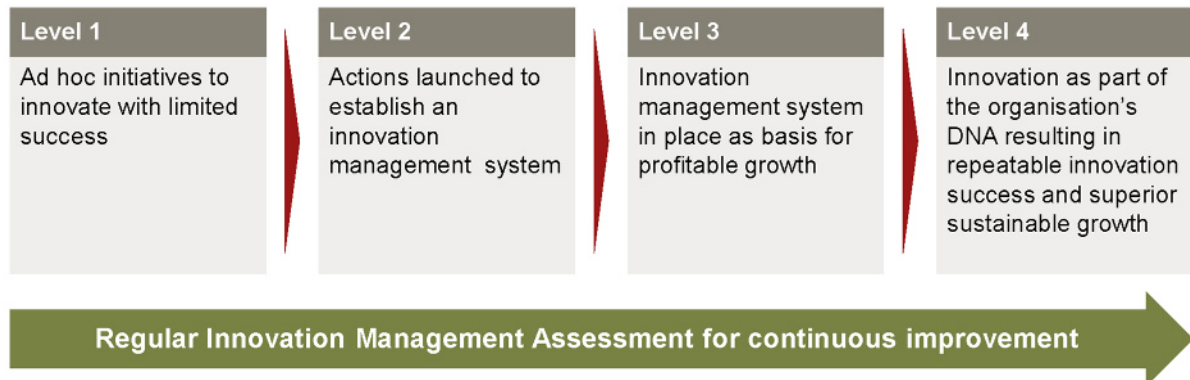 Level 1
Ad hoc initiatives to
innovate with limited
success
Level 2
Actions launched to
establish an
innovation
management system
Level 3
Innovation
management system
in place as basis for
profitable growth
Level 4
Innovation as part of
the organisation's
DNA resulting in
repeatable innovation
success and superior
sustainable growth
Regular Innovation Management Assessment for continuous improvement